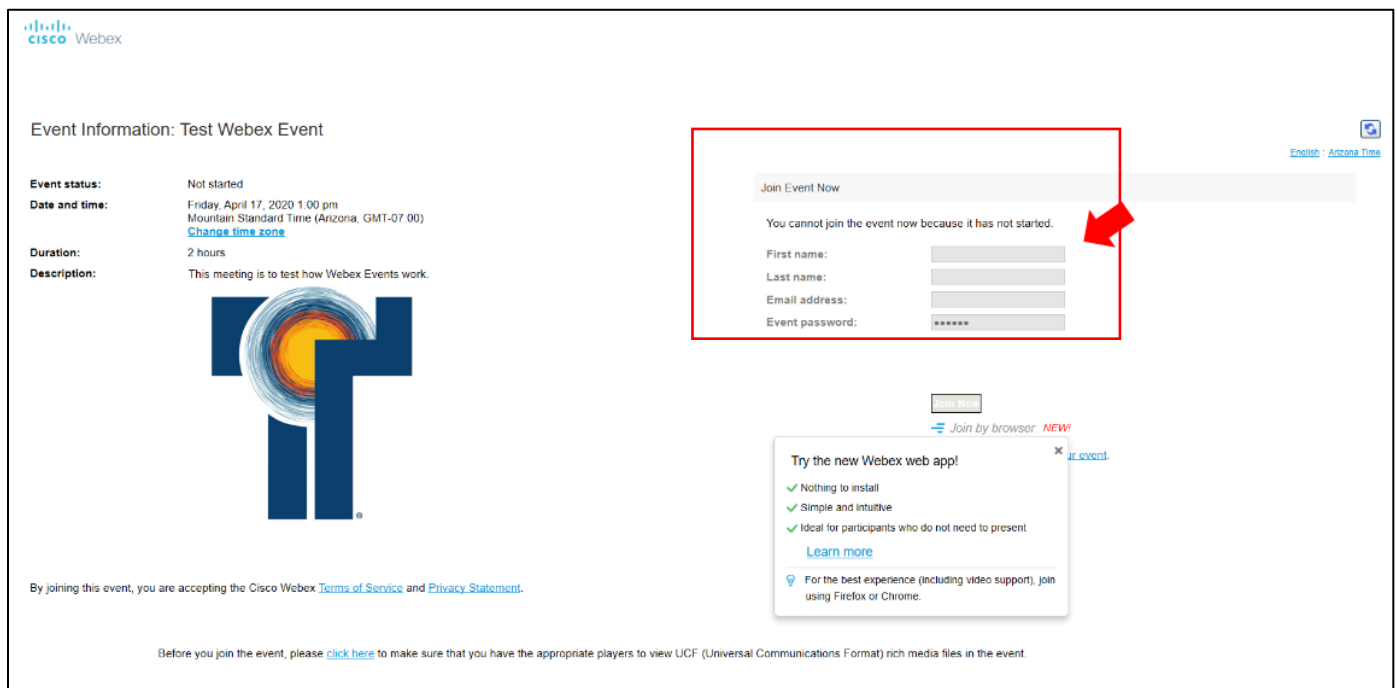 cisco Webex
Event Information: Test Webex Event
English : Arizona Time
Event status: Not started
Date and time: Friday, April 17, 2020 1:00 pm
Mountain Standard Time (Arizona, GMT-07:00)
Change time zone
Duration: 2 hours
Description: This meeting is to test how Webex Events work.
®
Join Event Now
You cannot join the event now because it has not started.
First name:
Last name:
Email address:
Event password: ••••••
Join Now
Join by browser NEW!
ur event.
Try the new Webex web app!
Nothing to install
Simple and intuitive
Ideal for participants who do not need to present
Learn more
For the best experience (including video support), join
using Firefox or Chrome.
By joining this event, you are accepting the Cisco Webex Terms of Service and Privacy Statement.
Before you join the event, please click here to make sure that you have the appropriate players to view UCF (Universal Communications Format) rich media files in the event.